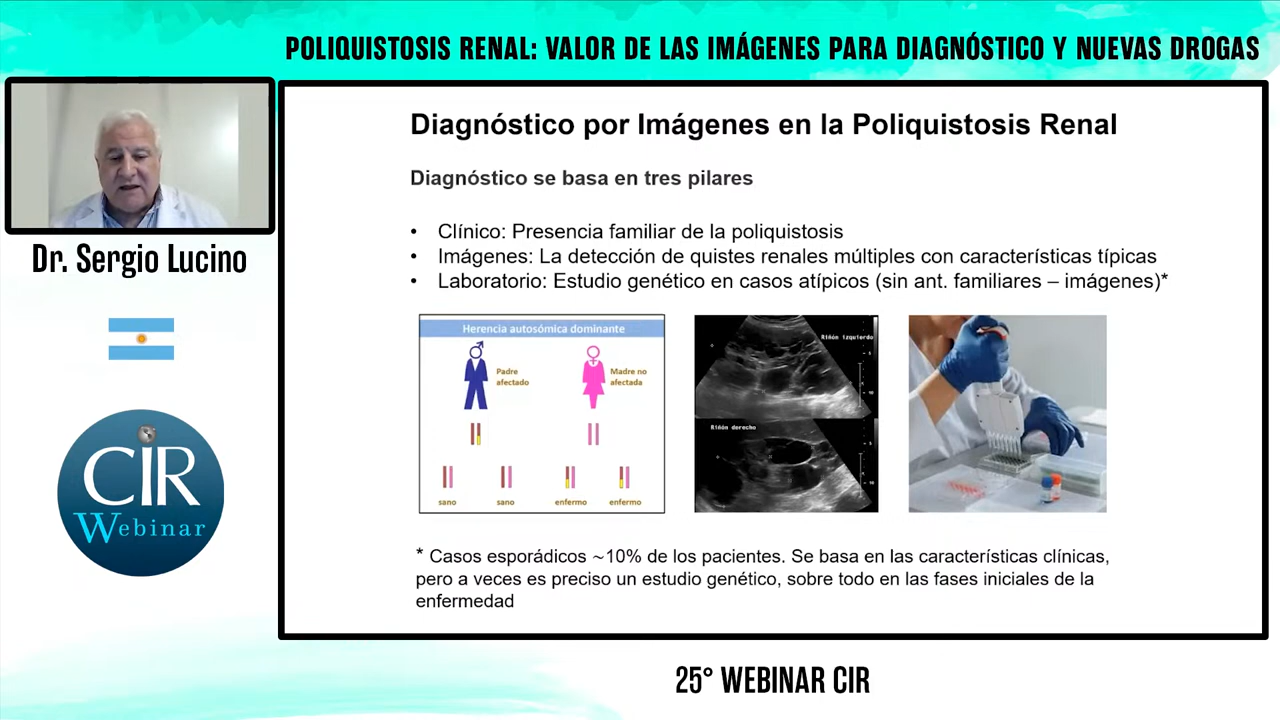 POLIQUISTOSIS RENAL: VALOR DE LAS IMÁGENES PARA DIAGNÓSTICO Y NUEVAS DROGAS
Dr. Sergio Lucino
CIR
Webinar
Diagnóstico por Imágenes en la Poliquistosis Renal
Diagnóstico se basa en tres pilares
• Clínico: Presencia familiar de la poliquistosis
• Imágenes: La detección de quistes renales múltiples con características típicas
• Laboratorio: Estudio genético en casos atípicos (sin ant. familiares – imágenes)*
Herencia autosómica dominante
Padre
afectado
Madre no
afectada
sano sano enfermo enfermo
Riñón izquierdo
Riñón derecho
* Casos esporádicos ~10% de los pacientes. Se basa en las características clínicas,
pero a veces es preciso un estudio genético, sobre todo en las fases iniciales de la
enfermedad
25° WEBINAR CIR